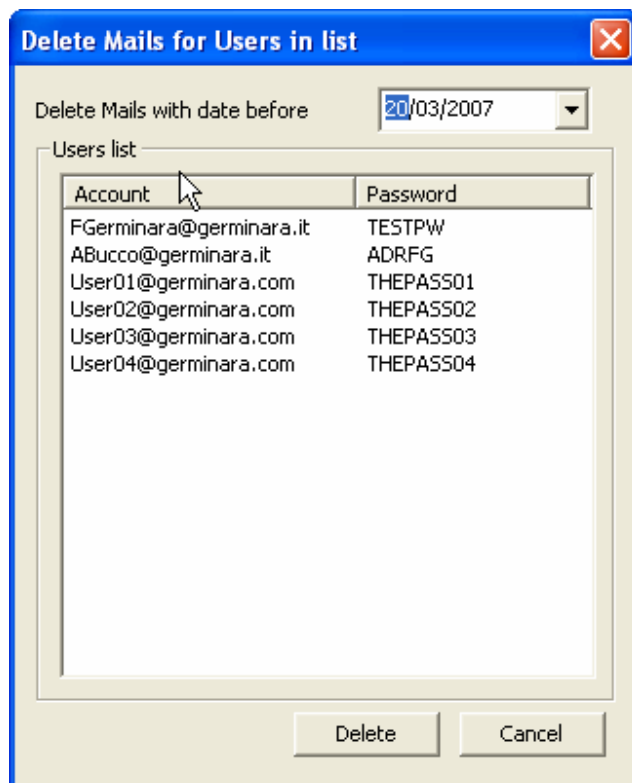 Delete Mails for Users in list
Delete Mails with date before 20/03/2007
Users list
Account Password
FGerminara@germinara.it TESTPW
ABucco@germinara.it ADRFG
User01@germinara.com THEPASS01
User02@germinara.com THEPASS02
User03@germinara.com THEPASS03
User04@germinara.com THEPASS04
Delete Cancel